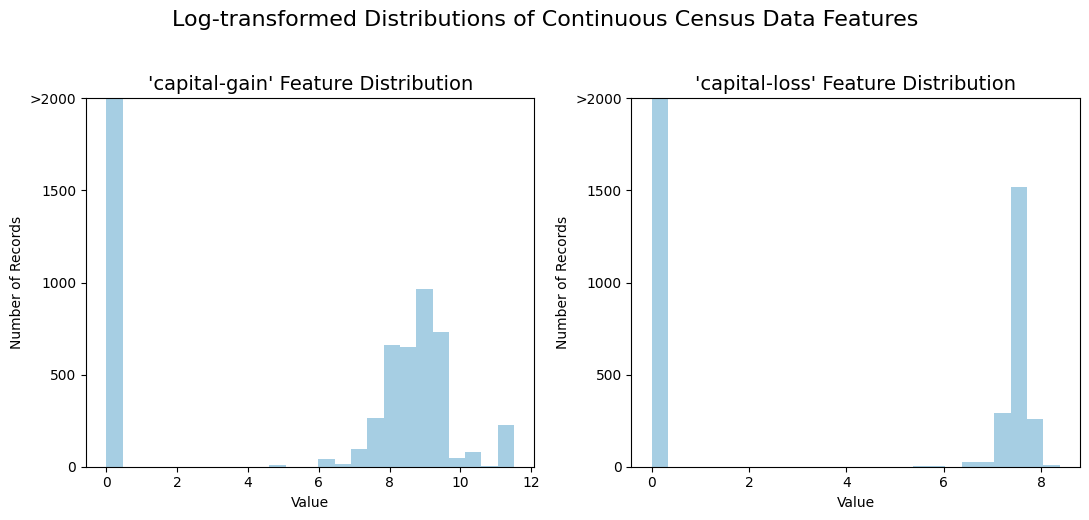 Log-transformed Distributions of Continuous Census Data Features
'capital-gain' Feature Distribution
>2000
1500
1000
500
0
Number of Records
0 2 4 6 8 10 12
Value
'capital-loss' Feature Distribution
>2000
1500
1000
500
0
Number of Records
0 2 4 6 8
Value